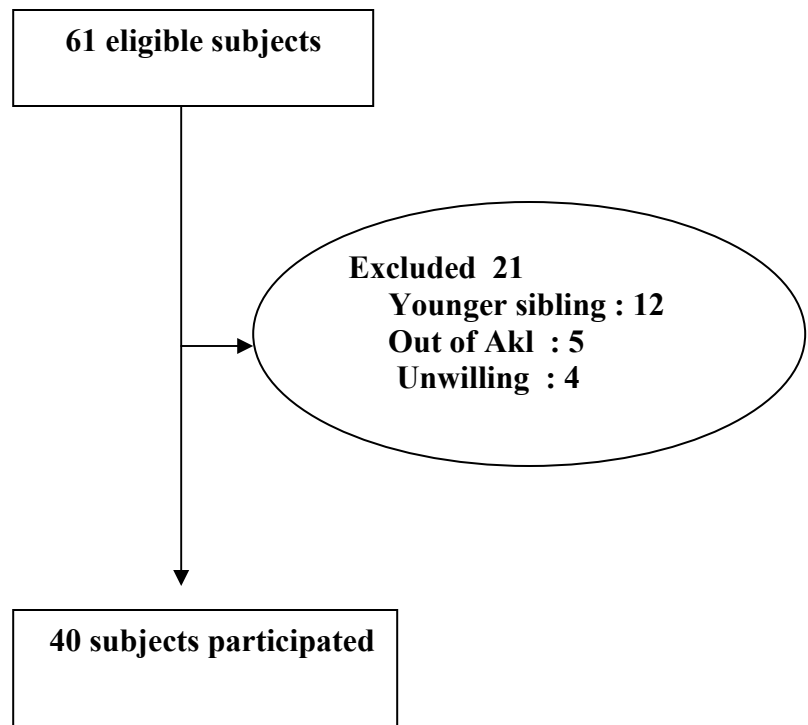 61 eligible subjects
Excluded 21
Younger sibling : 12
Out of Akl : 5
Unwilling : 4
40 subjects participated